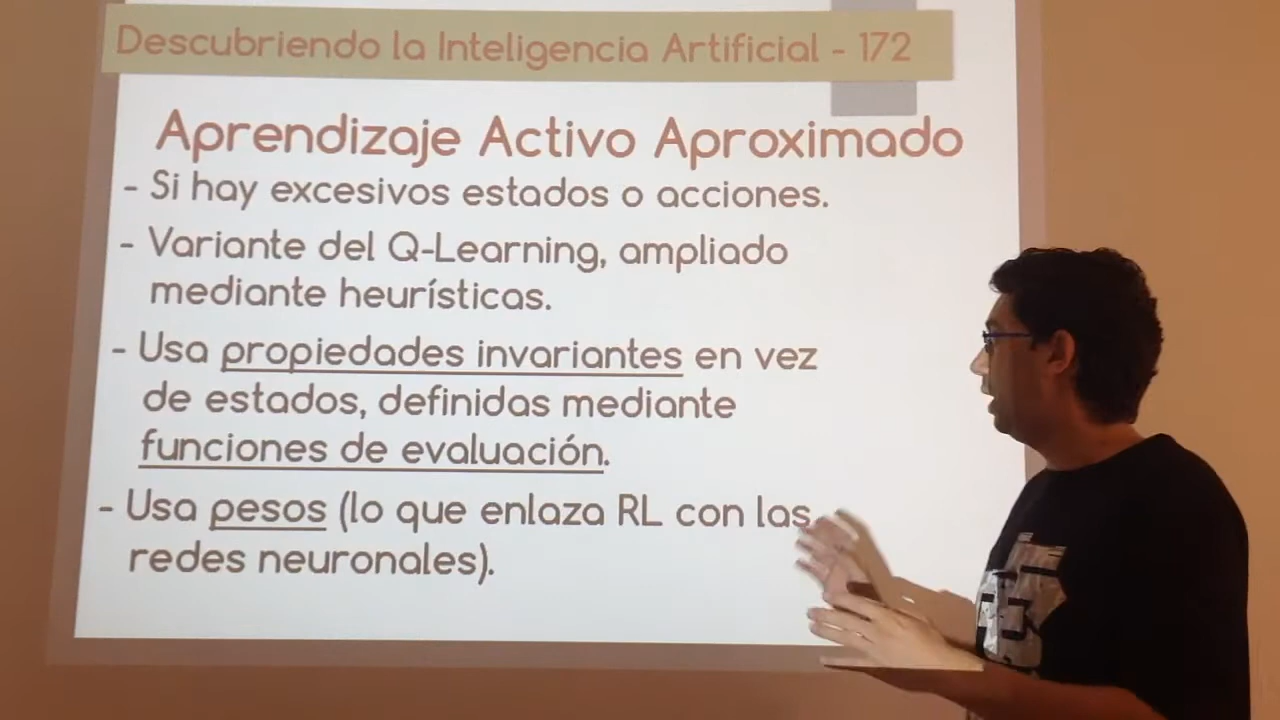 Descubriendo la Inteligencia Artificial - 172
Aprendizaje Activo Aproximado
- Si hay excesivos estados o acciones.
- Variante del Q-Learning, ampliado
mediante heurísticas.
- Usa propiedades invariantes en vez
de estados, definidas mediante
funciones de evaluación.
- Usa pesos (lo que enlaza RL con las
redes neuronales).